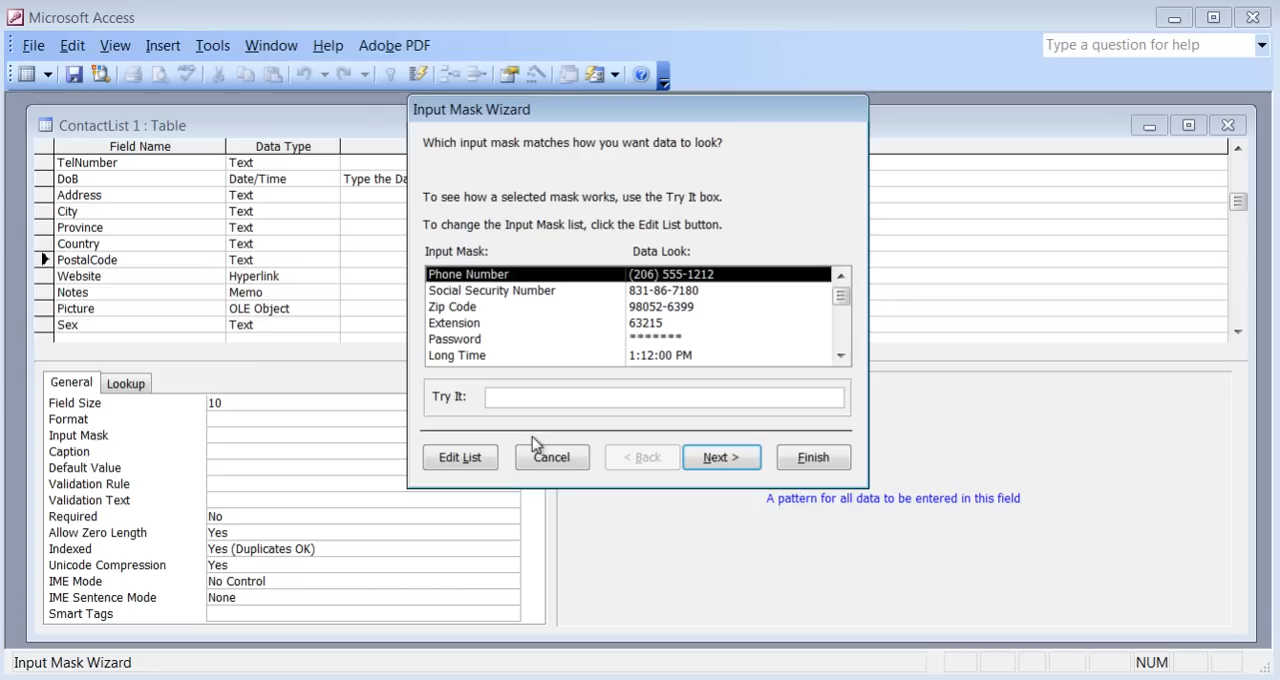 Microsoft Access
File Edit View Insert Tools Window Help Adobe PDF
Type a question for help
ContactList 1 : Table
Field Name Data Type
TelNumber Text
DoB Date/Time Type the Da
Address Text
City Text
Province Text
Country Text
PostalCode Text
Website Hyperlink
Notes Memo
Picture OLE Object
Sex Text
Input Mask Wizard
Which input mask matches how you want data to look?
To see how a selected mask works, use the Try It box.
To change the Input Mask list, click the Edit List button.
Input Mask: Data Look:
Phone Number (206) 555-1212
Social Security Number 831-86-7180
Zip Code 98052-6399
Extension 63215
Password *******
Long Time 1:12:00 PM
Try It:
Edit List Cancel < Back Next > Finish
General Lookup
Field Size 10
Format
Input Mask
Caption
Default Value
Validation Rule
Validation Text
Required No
Allow Zero Length Yes
Indexed Yes (Duplicates OK)
Unicode Compression Yes
IME Mode No Control
IME Sentence Mode None
Smart Tags
A pattern for all data to be entered in this field
Input Mask Wizard NUM